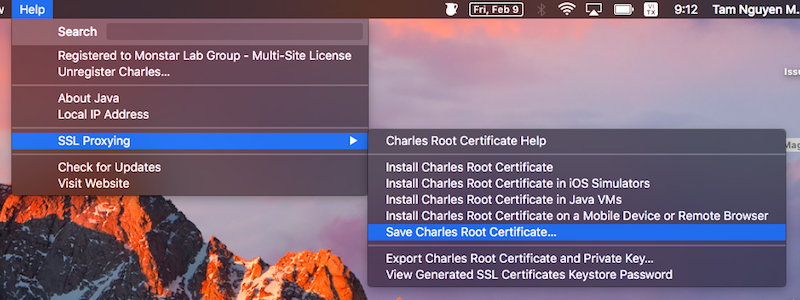 Help
Fri, Feb 9
VI
TX
9:12
Tam Nguyen M.
Search
Registered to Monstar Lab Group - Multi-Site License
Unregister Charles...
About Java
Local IP Address
SSL Proxying
Check for Updates
Visit Website
Charles Root Certificate Help
Install Charles Root Certificate
Install Charles Root Certificate in iOS Simulators
Install Charles Root Certificate in Java VMs
Install Charles Root Certificate on a Mobile Device or Remote Browser
Save Charles Root Certificate...
Export Charles Root Certificate and Private Key...
View Generated SSL Certificates Keystore Password
Issu
Mag